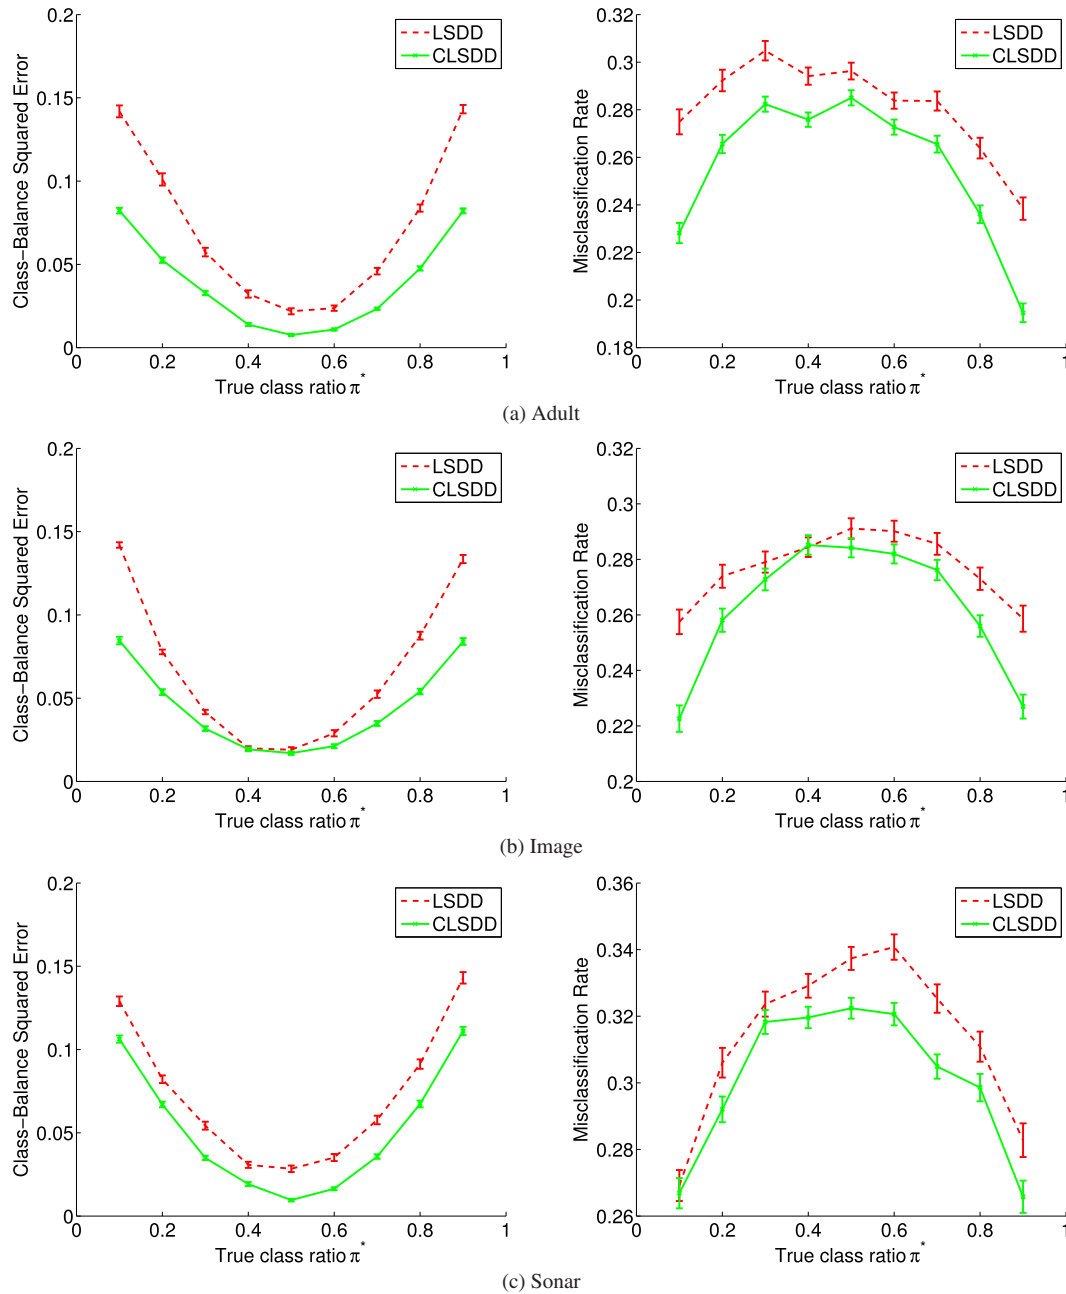 0.2
0.15
0.1
0.05
0
0 0.2 0.4 0.6 0.8 1
Class−Balance Squared Error
True class ratio π*
LSDD
CLSDD
0.32
0.3
0.28
0.26
0.24
0.22
0.2
0.18
0 0.2 0.4 0.6 0.8 1
Misclassification Rate
True class ratio π*
LSDD
CLSDD
(a) Adult
0.2
0.15
0.1
0.05
0
0 0.2 0.4 0.6 0.8 1
Class−Balance Squared Error
True class ratio π*
LSDD
CLSDD
0.32
0.3
0.28
0.26
0.24
0.22
0.2
0 0.2 0.4 0.6 0.8 1
Misclassification Rate
True class ratio π*
LSDD
CLSDD
(b) Image
0.2
0.15
0.1
0.05
0
0 0.2 0.4 0.6 0.8 1
Class−Balance Squared Error
True class ratio π*
LSDD
CLSDD
0.36
0.34
0.32
0.3
0.28
0.26
0 0.2 0.4 0.6 0.8 1
Misclassification Rate
True class ratio π*
LSDD
CLSDD
(c) Sonar